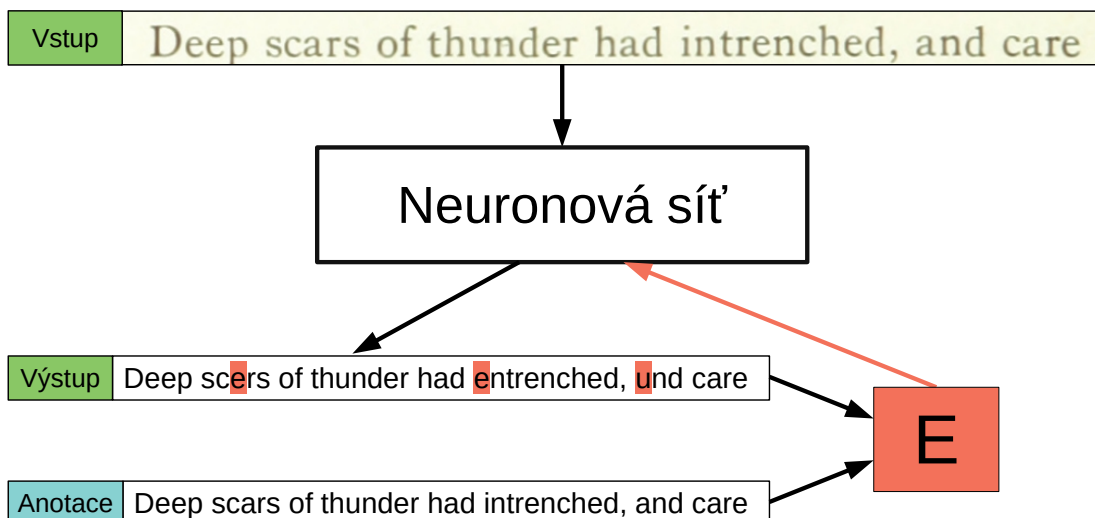 Vstup Deep scars of thunder had intrenched, and care
Neuronová síť
Výstup Deep scers of thunder had entrenched, und care
E
Anotace Deep scars of thunder had intrenched, and care